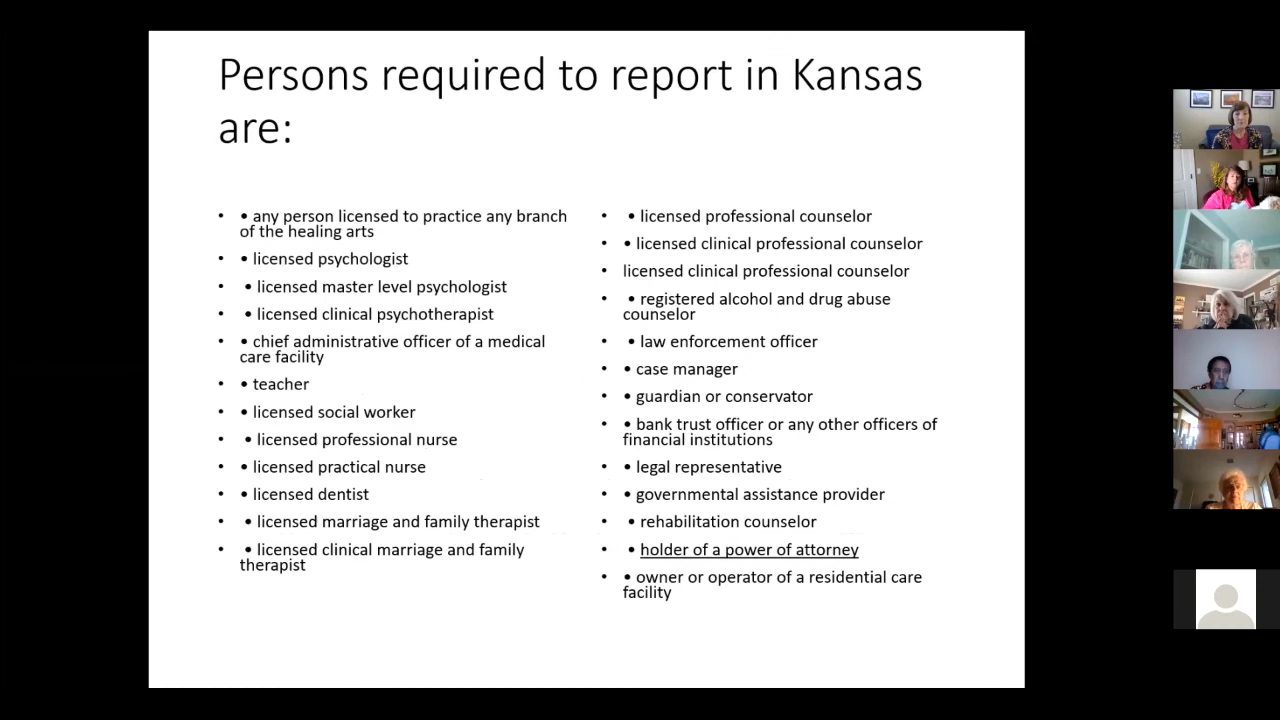 Persons required to report in Kansas
are:
• • any person licensed to practice any branch
of the healing arts
• • licensed psychologist
• • licensed master level psychologist
• • licensed clinical psychotherapist
• • chief administrative officer of a medical
care facility
• • teacher
• • licensed social worker
• • licensed professional nurse
• • licensed practical nurse
• • licensed dentist
• • licensed marriage and family therapist
• • licensed clinical marriage and family
therapist
• • licensed professional counselor
• • licensed clinical professional counselor
• licensed clinical professional counselor
• • registered alcohol and drug abuse
counselor
• • law enforcement officer
• • case manager
• • guardian or conservator
• • bank trust officer or any other officers of
financial institutions
• • legal representative
• • governmental assistance provider
• • rehabilitation counselor
• • holder of a power of attorney
• • owner or operator of a residential care
facility